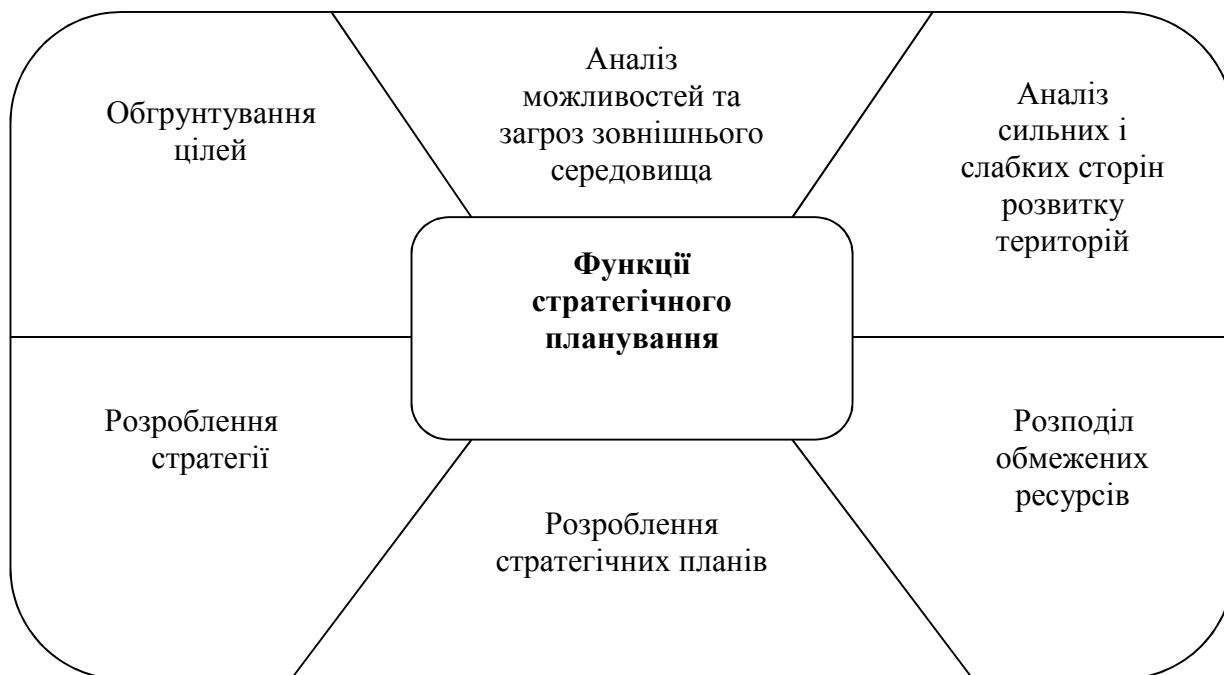 Обгрунтування
цілей
Аналіз
можливостей та
загроз зовнішнього
середовища
Аналіз
сильних і
слабких сторін
розвитку
територій
Функції
стратегічного
планування
Розроблення
стратегії
Розроблення
стратегічних планів
Розподіл
обмежених
ресурсів